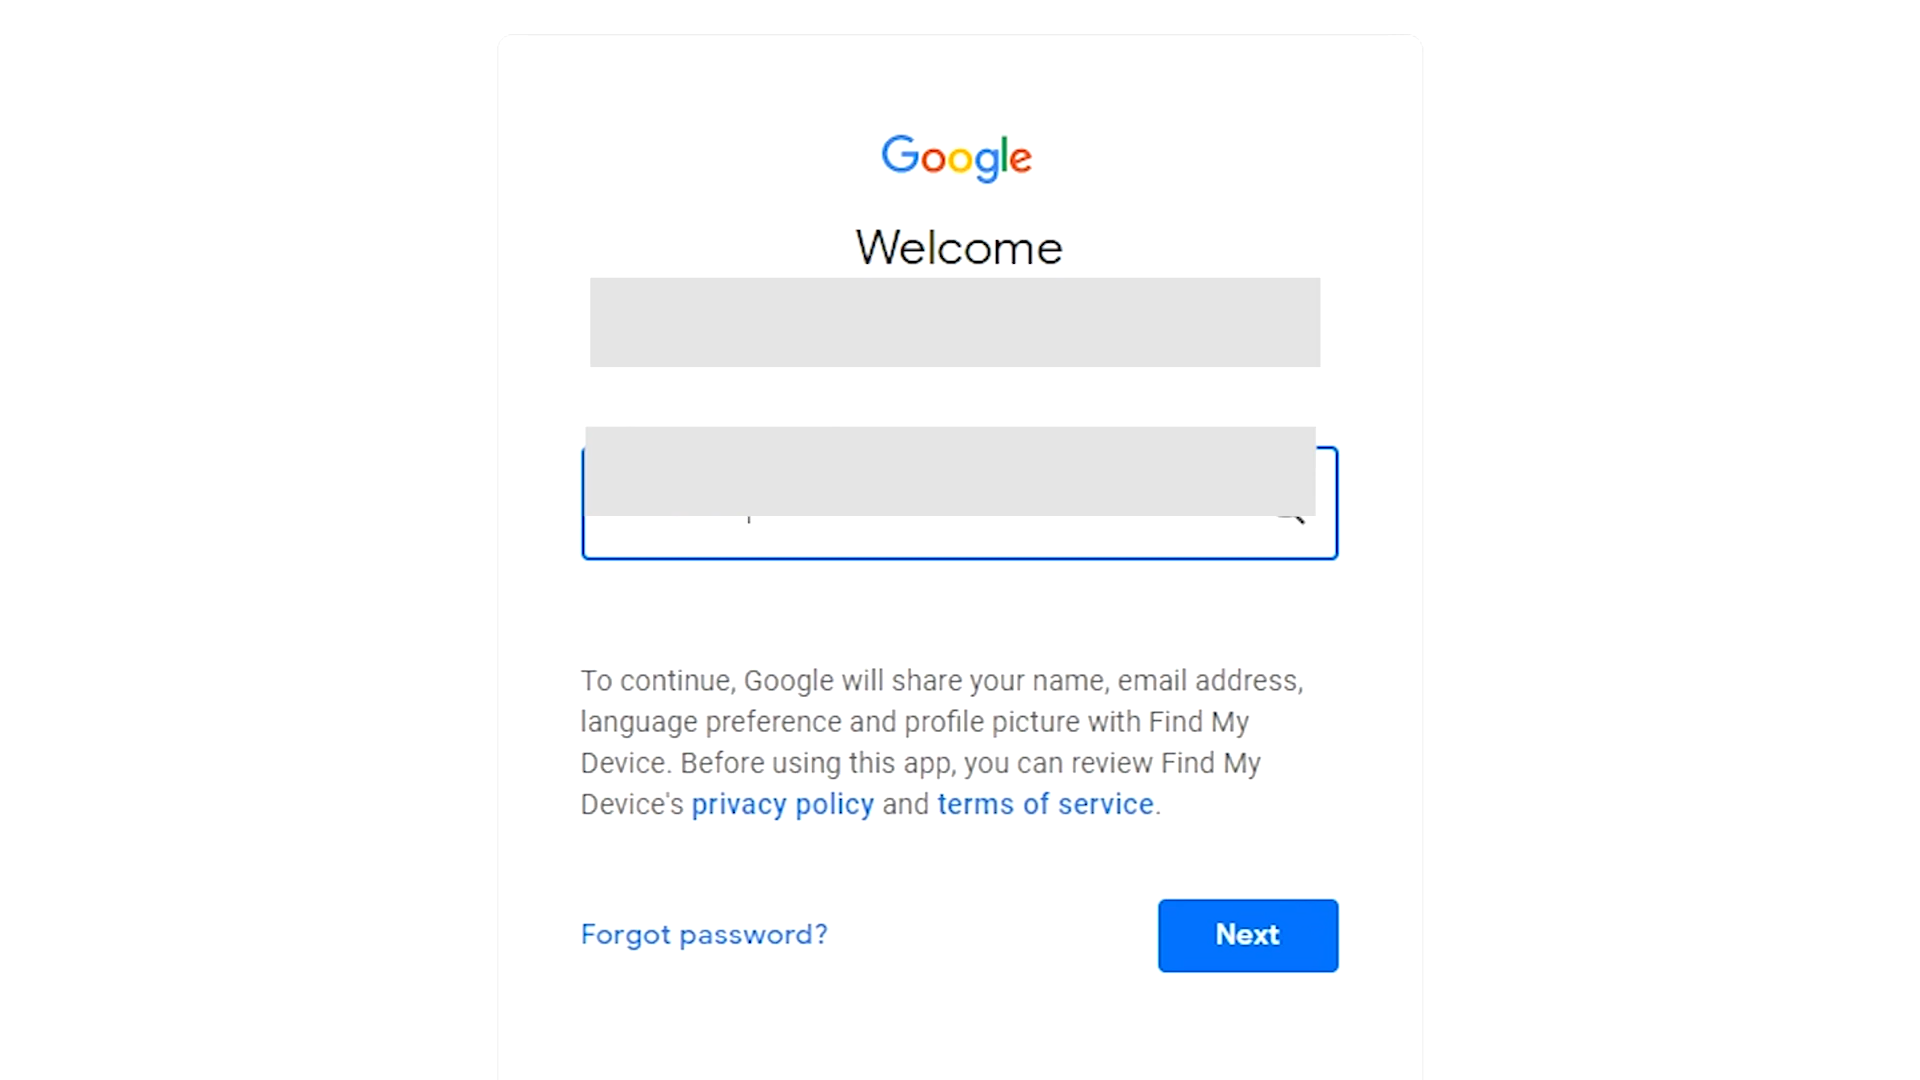 Google
Welcome
To continue, Google will share your name, email address,
language preference and profile picture with Find My
Device. Before using this app, you can review Find My
Device's privacy policy and terms of service.
Forgot password?
Next